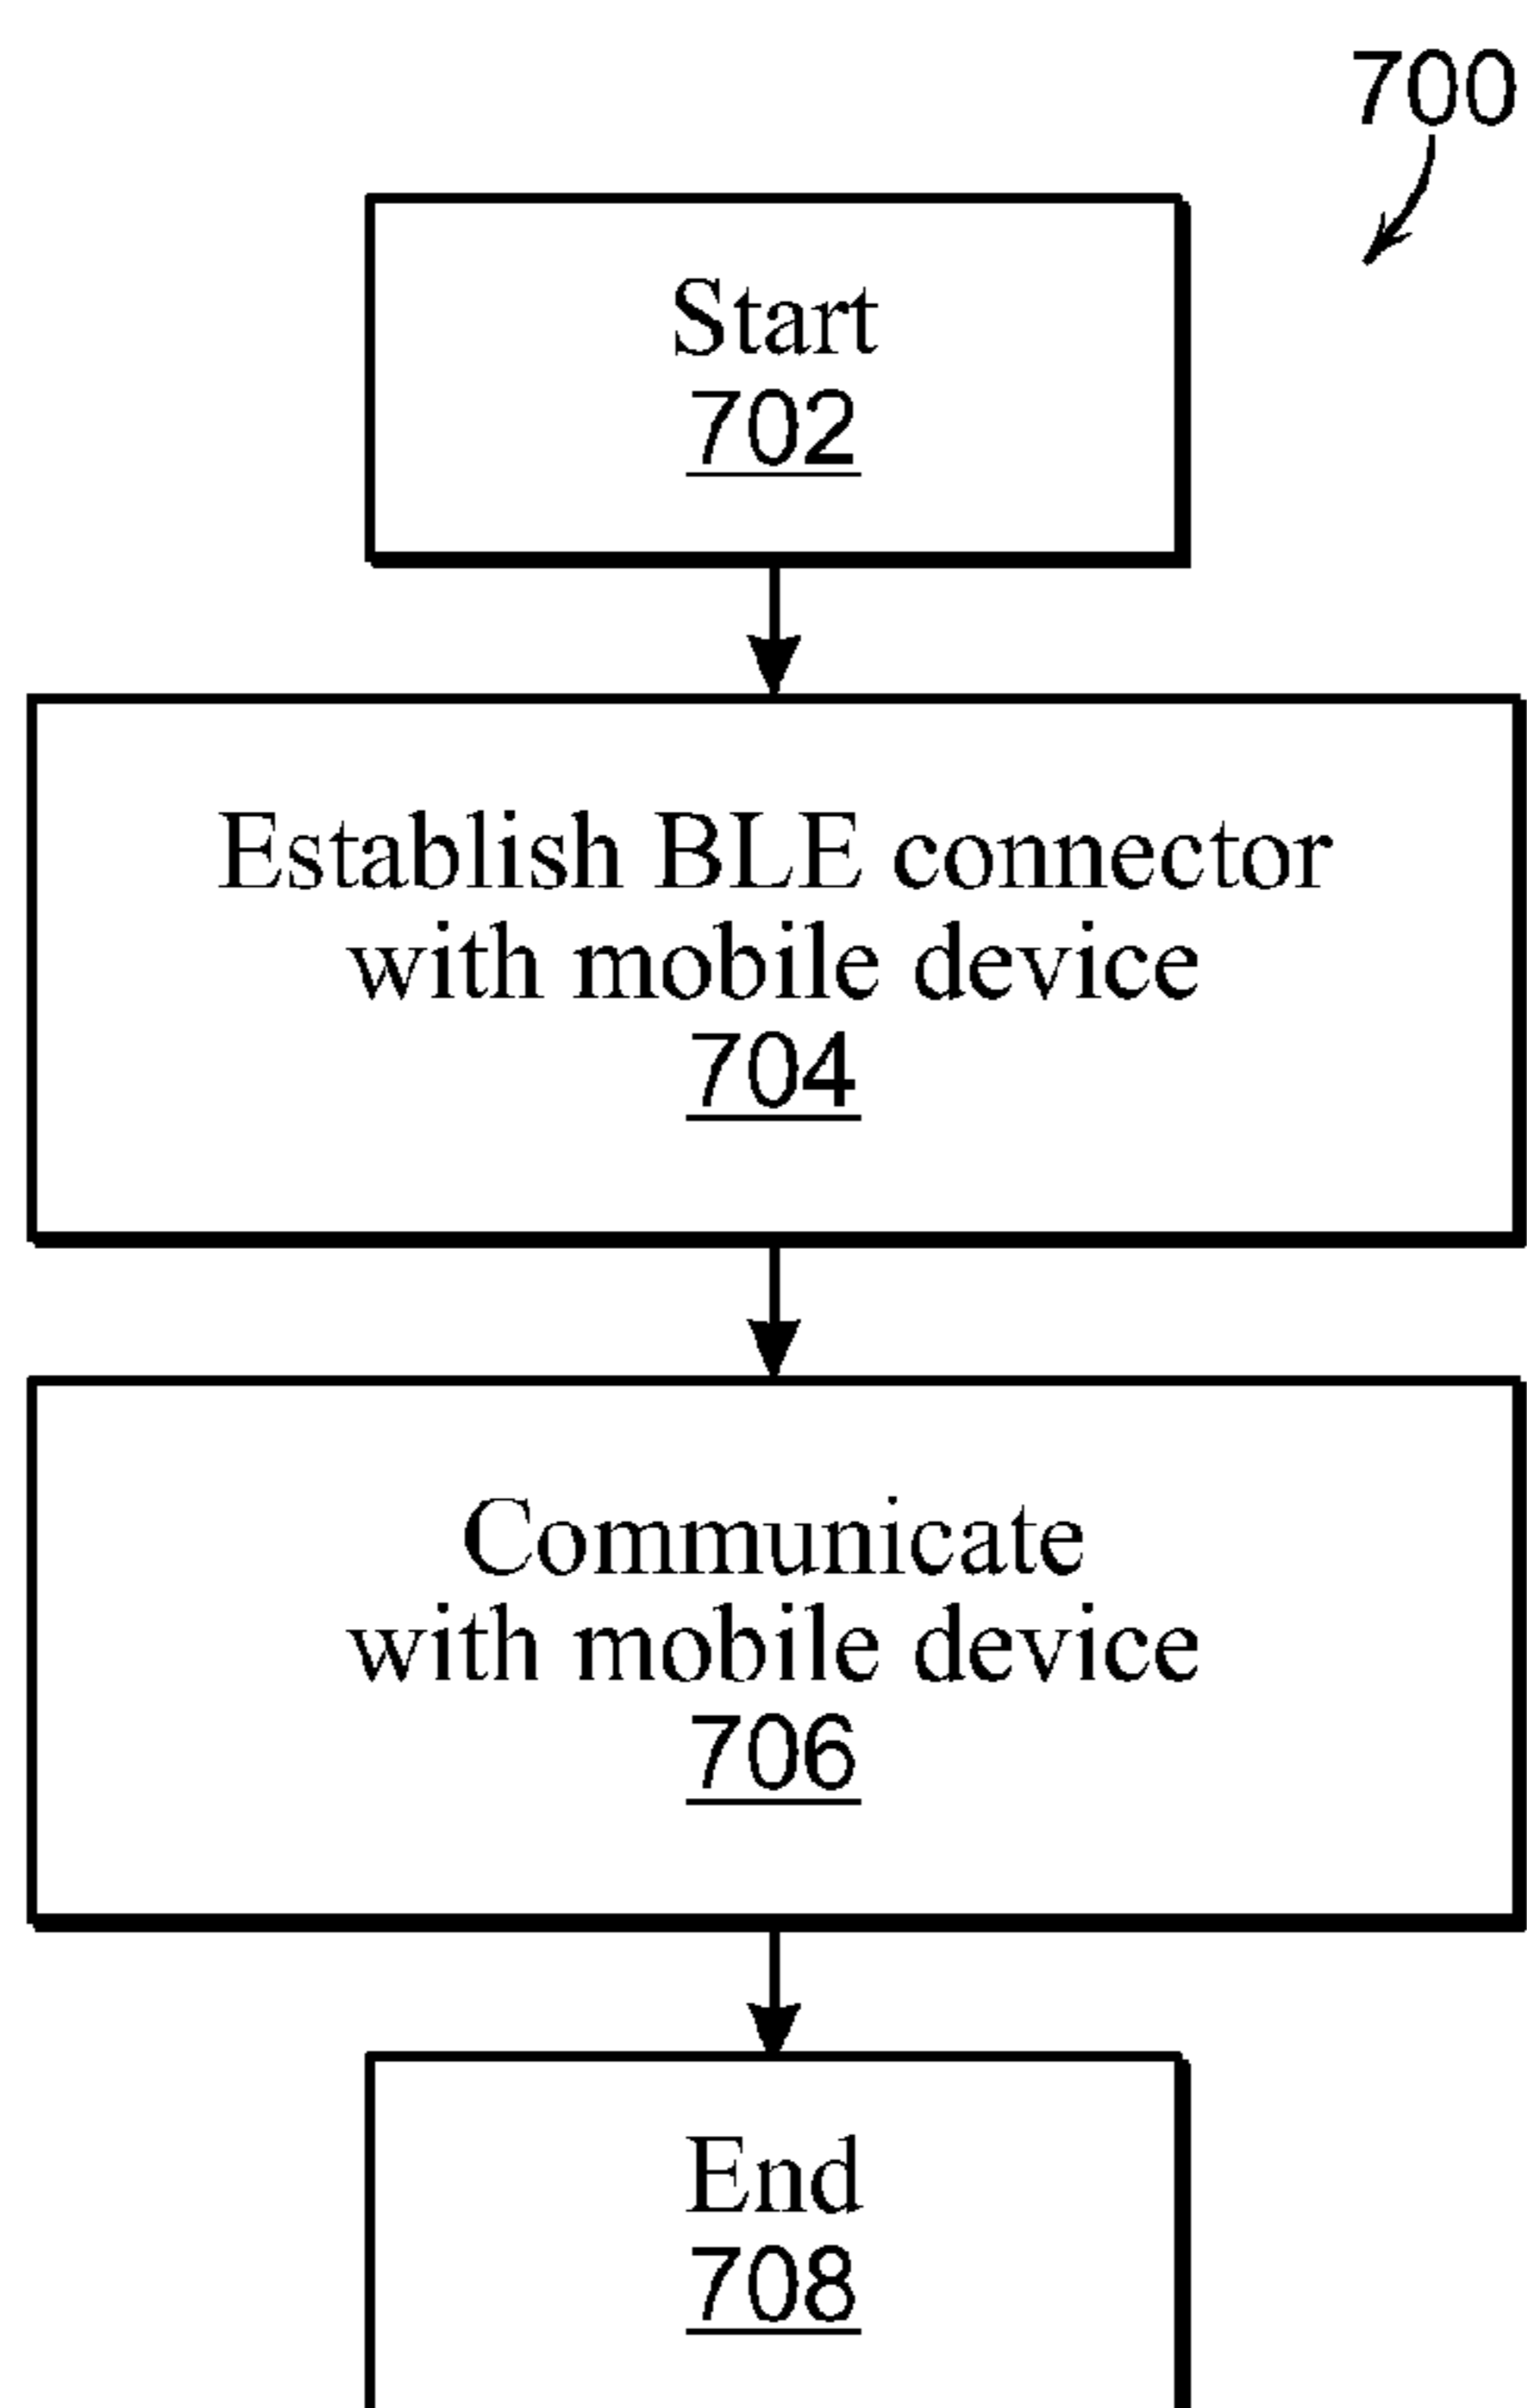 700
Start
702
Establish BLE connector
with mobile device
704
Communicate
with mobile device
706
End
708